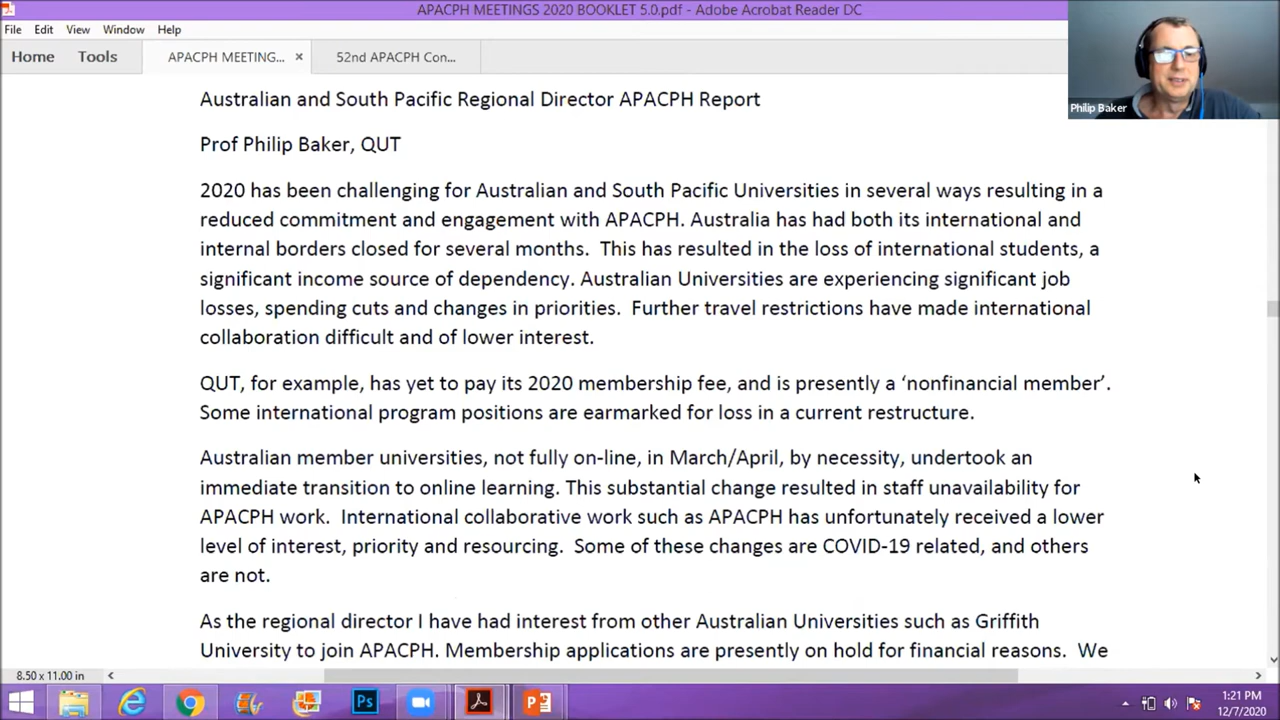 APACPH MEETINGS 2020 BOOKLET 5.0.pdf - Adobe Acrobat Reader DC
File Edit View Window Help
Home Tools APACPH MEETING... × 52nd APACPH Con...
Philip Baker
Australian and South Pacific Regional Director APACPH Report
Prof Philip Baker, QUT
2020 has been challenging for Australian and South Pacific Universities in several ways resulting in a
reduced commitment and engagement with APACPH. Australia has had both its international and
internal borders closed for several months.  This has resulted in the loss of international students, a
significant income source of dependency. Australian Universities are experiencing significant job
losses, spending cuts and changes in priorities.  Further travel restrictions have made international
collaboration difficult and of lower interest.
QUT, for example, has yet to pay its 2020 membership fee, and is presently a ‘nonfinancial member’.
Some international program positions are earmarked for loss in a current restructure.
Australian member universities, not fully on-line, in March/April, by necessity, undertook an
immediate transition to online learning. This substantial change resulted in staff unavailability for
APACPH work.  International collaborative work such as APACPH has unfortunately received a lower
level of interest, priority and resourcing.  Some of these changes are COVID-19 related, and others
are not.
As the regional director I have had interest from other Australian Universities such as Griffith
University to join APACPH. Membership applications are presently on hold for financial reasons.  We
8.50 x 11.00 in
Ps
1:21 PM
12/7/2020